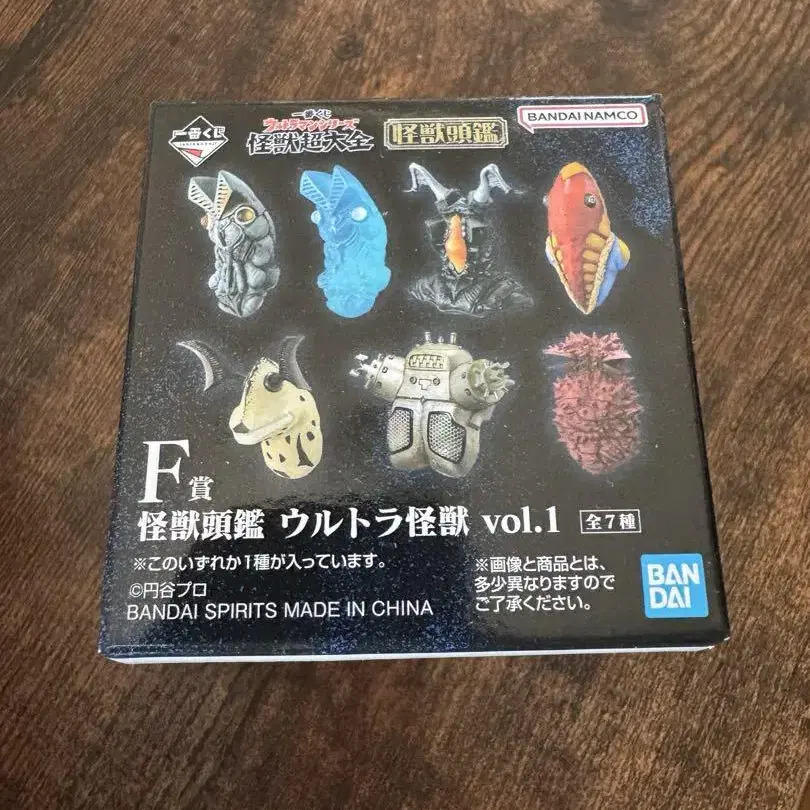 一番くじ
一番くじ
ウルトラマンシリーズ
怪獣超大全
怪獣頭鑑
BANDAI NAMCO
F賞
怪獣頭鑑 ウルトラ怪獣 vol.1 全7種
※このいずれか1種が入っています。
©円谷プロ
BANDAI SPIRITS MADE IN CHINA
※画像と商品とは、
多少異なりますので
ご了承ください。
BAN
DAI